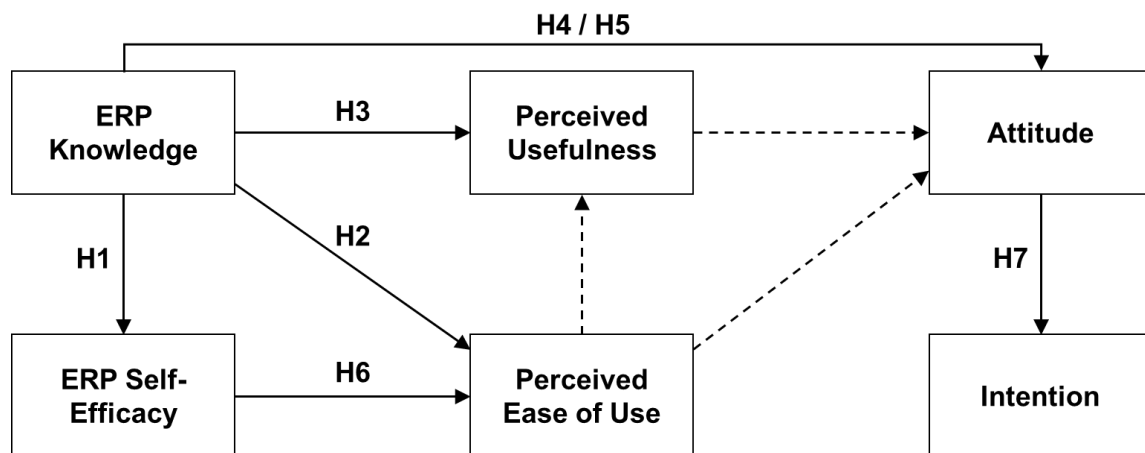 H4 / H5
ERP
Knowledge
H3
Perceived
Usefulness
Attitude
H1
H2
H7
ERP Self-
Efficacy
H6
Perceived
Ease of Use
Intention